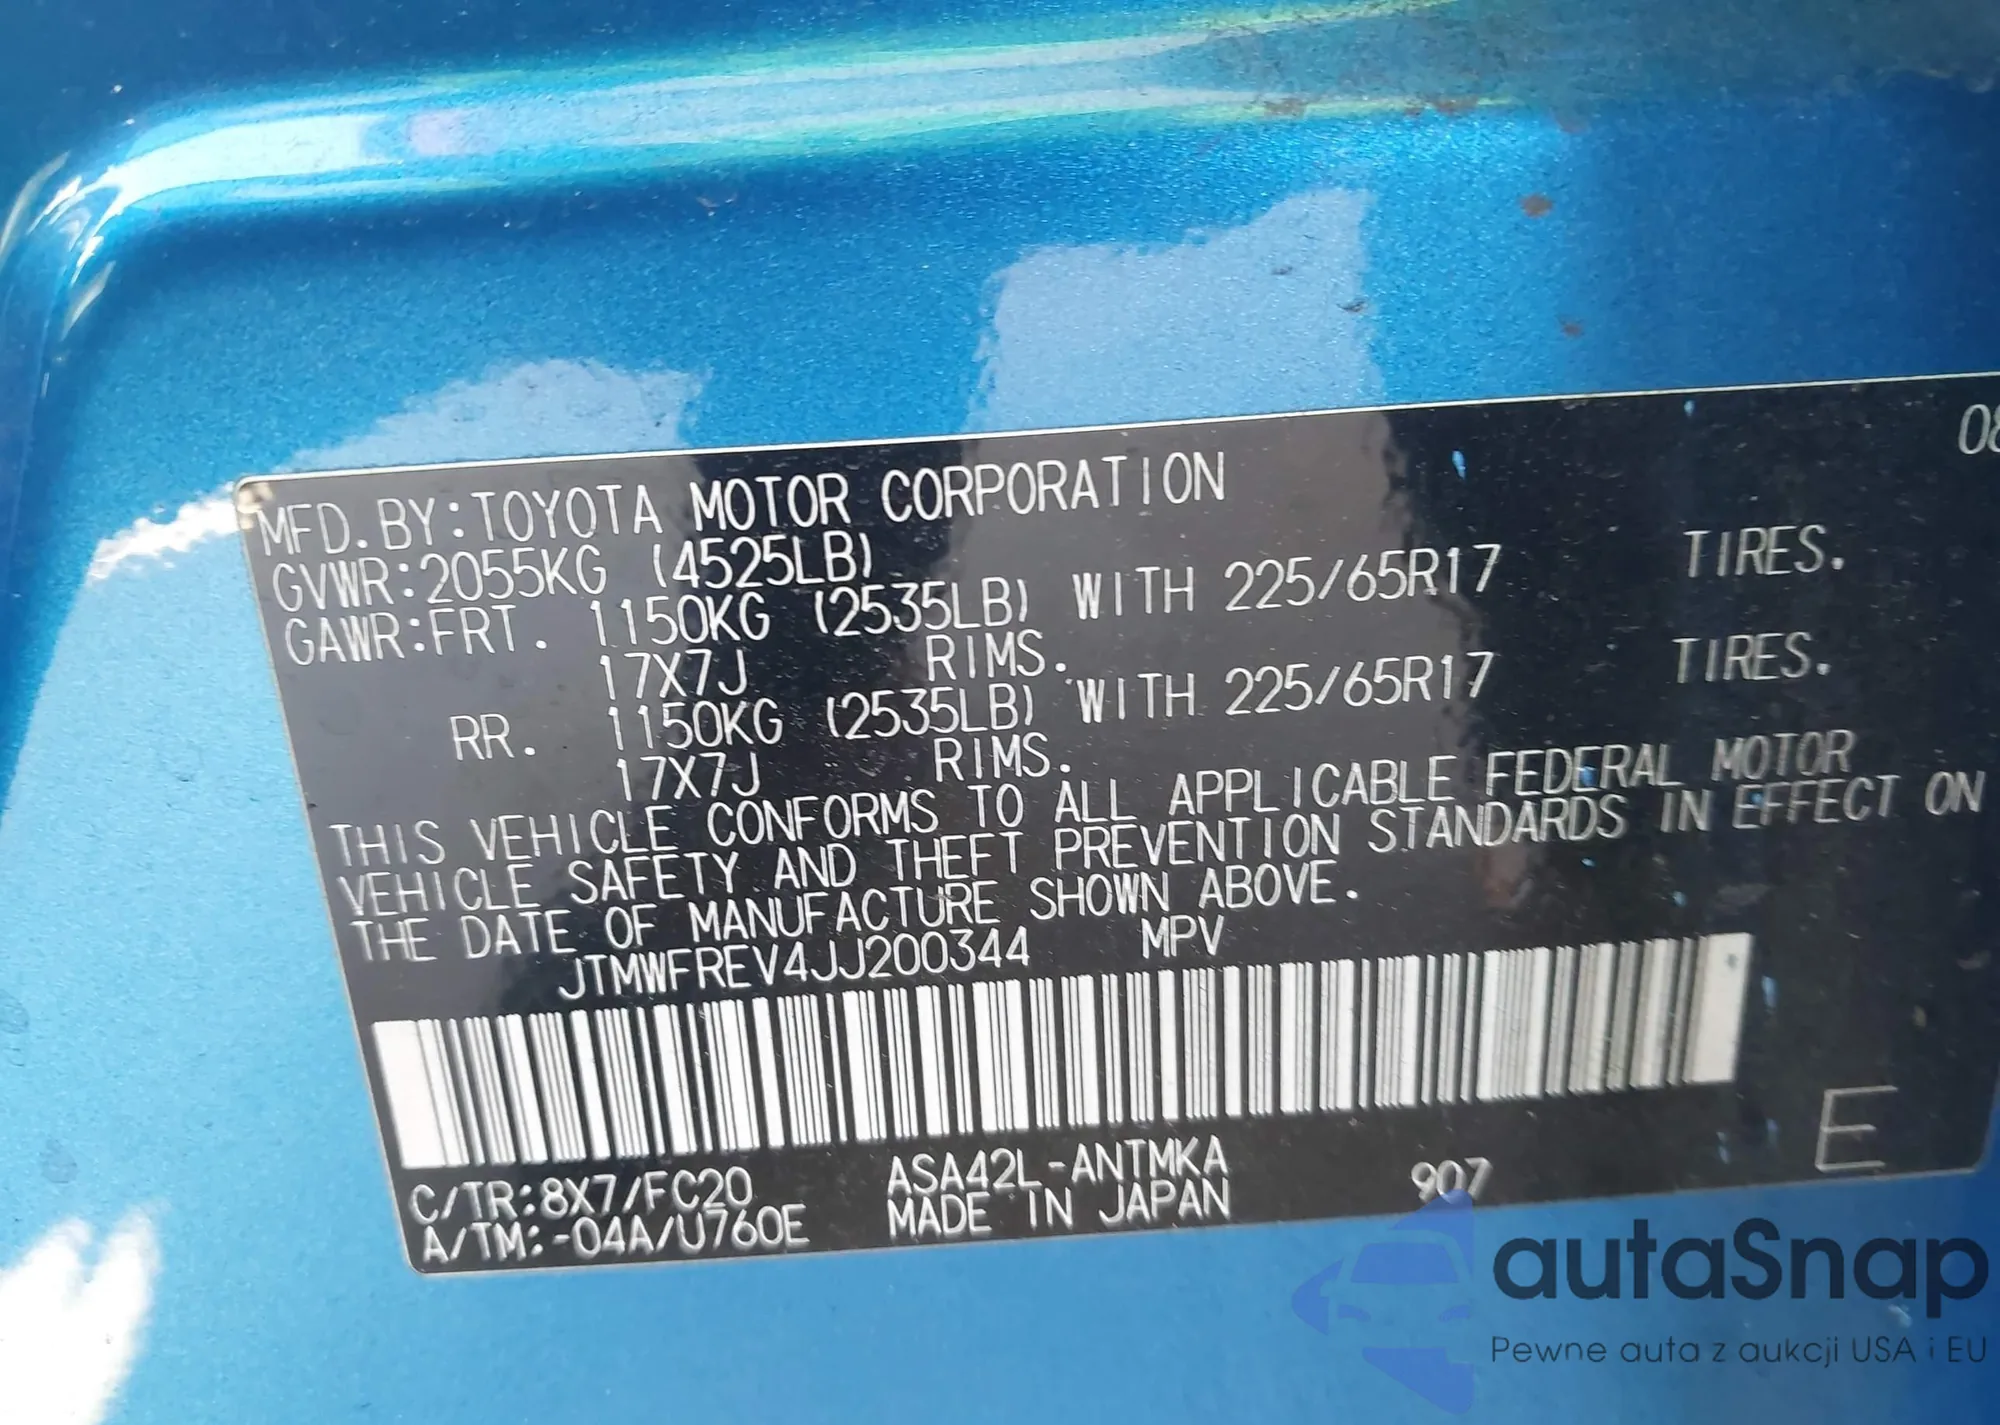 08
MFD. BY:TOYOTA MOTOR CORPORATION
GVWR:2055KG (4525LB)
GAWR:FRT. 1150KG (2535LB) WITH 225/65R17 TIRES.
17X7J RIMS.
RR. 1150KG (2535LB) WITH 225/65R17 TIRES.
17X7J RIMS.
THIS VEHICLE CONFORMS TO ALL APPLICABLE FEDERAL MOTOR
VEHICLE SAFETY AND THEFT PREVENTION STANDARDS IN EFFECT ON
THE DATE OF MANUFACTURE SHOWN ABOVE.
JTMWFREV4JJ200344 MPV
C/TR:8X7/FC20 ASA42L-ANTMKA 907 E
A/TM:-04A/U760E MADE IN JAPAN
autaSnap
Pewne auta z aukcji USA i EU